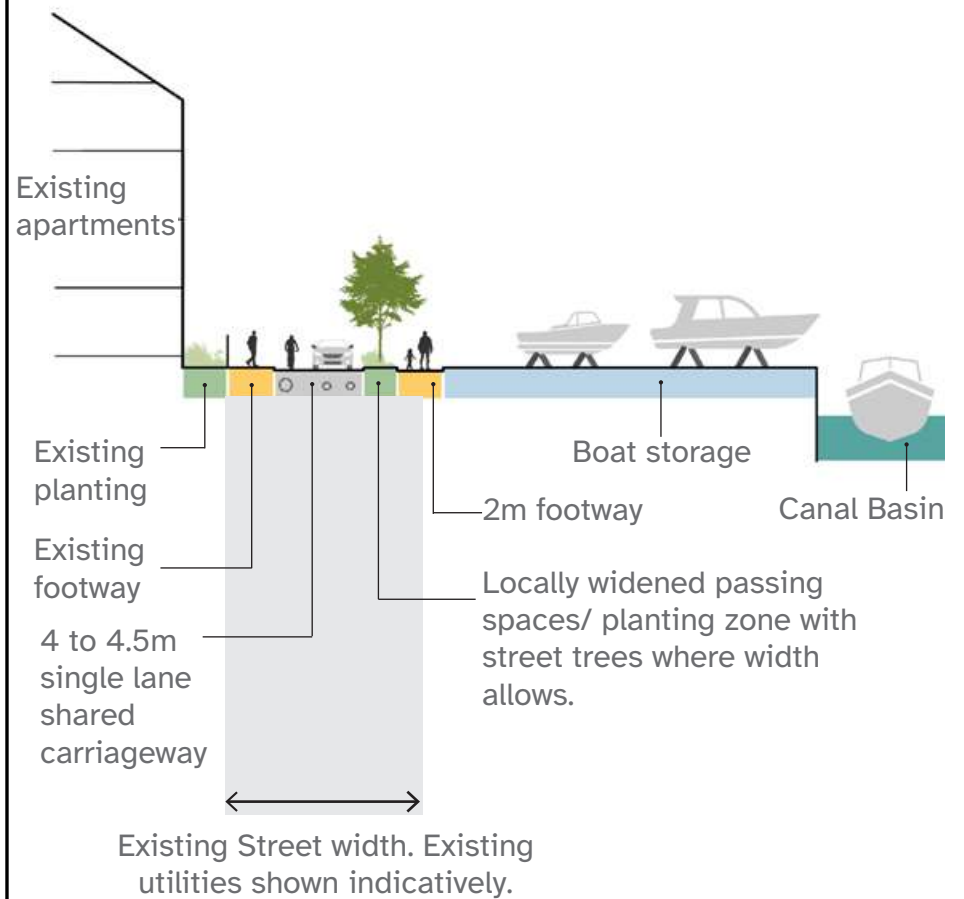 Existing
apartments
Existing
planting
Existing
footway
4 to 4.5m
single lane
shared
carriageway
Boat storage
2m footway
Canal Basin
Locally widened passing
spaces/ planting zone with
street trees where width
allows.
Existing Street width. Existing
utilities shown indicatively.